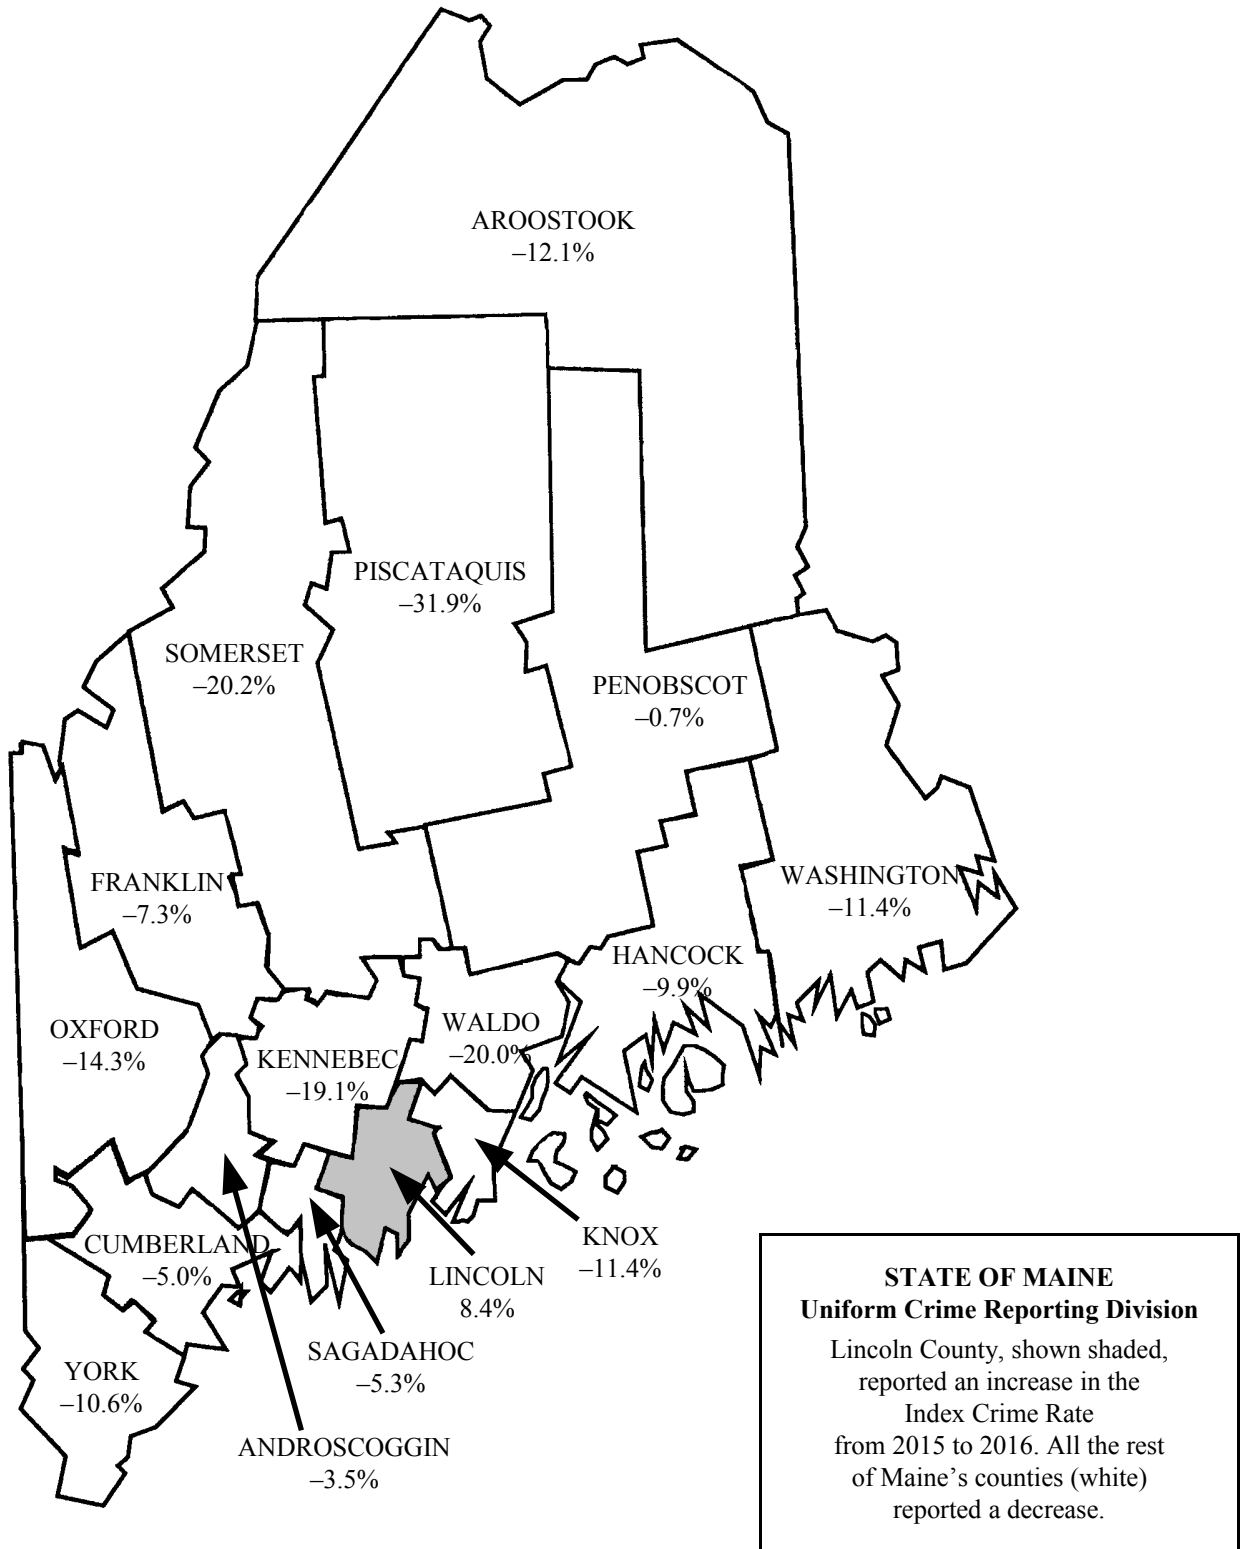 AROOSTOOK
–12.1%
PISCATAQUIS
–31.9%
SOMERSET
–20.2%
PENOBSCOT
–0.7%
FRANKLIN
–7.3%
WASHINGTON
–11.4%
HANCOCK
–9.9%
OXFORD
–14.3%
WALDO
–20.0%
KENNEBEC
–19.1%
CUMBERLAND
–5.0%
KNOX
–11.4%
LINCOLN
8.4%
SAGADAHOC
–5.3%
YORK
–10.6%
ANDROSCOGGIN
–3.5%
STATE OF MAINE
Uniform Crime Reporting Division
Lincoln County, shown shaded,
reported an increase in the
Index Crime Rate
from 2015 to 2016. All the rest
of Maine’s counties (white)
reported a decrease.